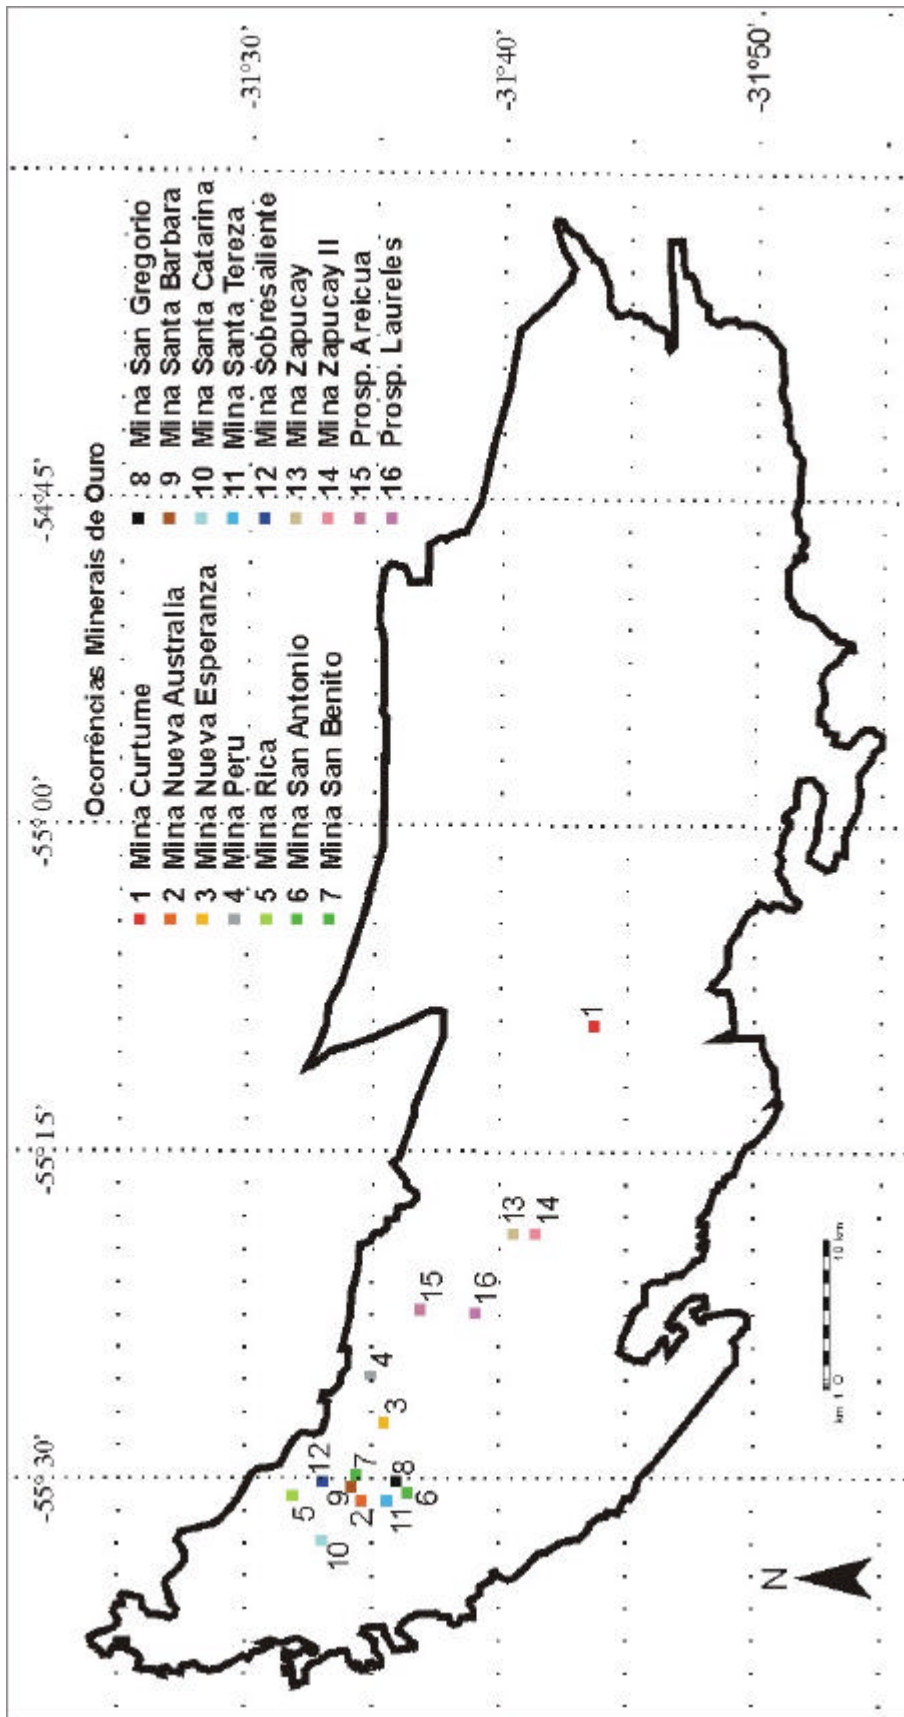 -55°30'
-55°15'
-55°00'
-54°45'
-31°30'
-31°40'
-31°50'
Ocorrências Minerais de Ouro
1 Mina Curtume
2 Mina Nueva Australia
3 Mina Nueva Esperanza
4 Mina Peru
5 Mina Rica
6 Mina San Antonio
7 Mina San Benito
8 Mina San Gregorio
9 Mina Santa Barbara
10 Mina Santa Catarina
11 Mina Santa Tereza
12 Mina Sobresaliente
13 Mina Zapucay
14 Mina Zapucay II
15 Prosp. Areicua
16 Prosp. Laureles
5
12
10
9
7
2
11
8
6
3
4
15
16
13
14
1
N
km 1 0
10 km